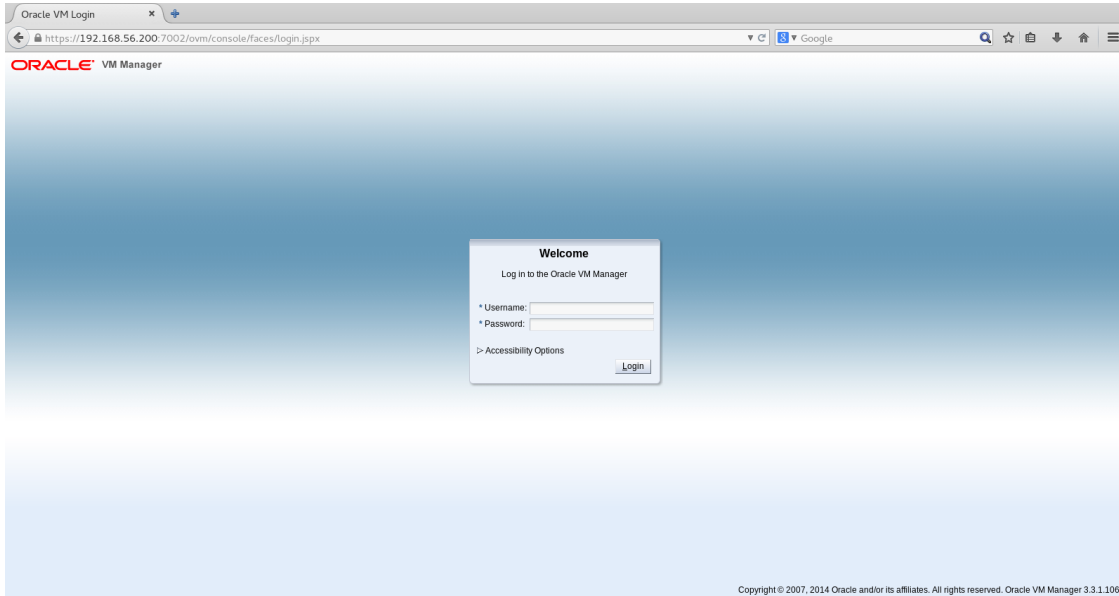 Oracle VM Login
https://192.168.56.200:7002/ovm/console/faces/login.jspx
Google
ORACLE VM Manager
Welcome
Log in to the Oracle VM Manager
* Username:
* Password:
Accessibility Options
Login
Copyright © 2007, 2014 Oracle and/or its affiliates. All rights reserved. Oracle VM Manager 3.3.1.106